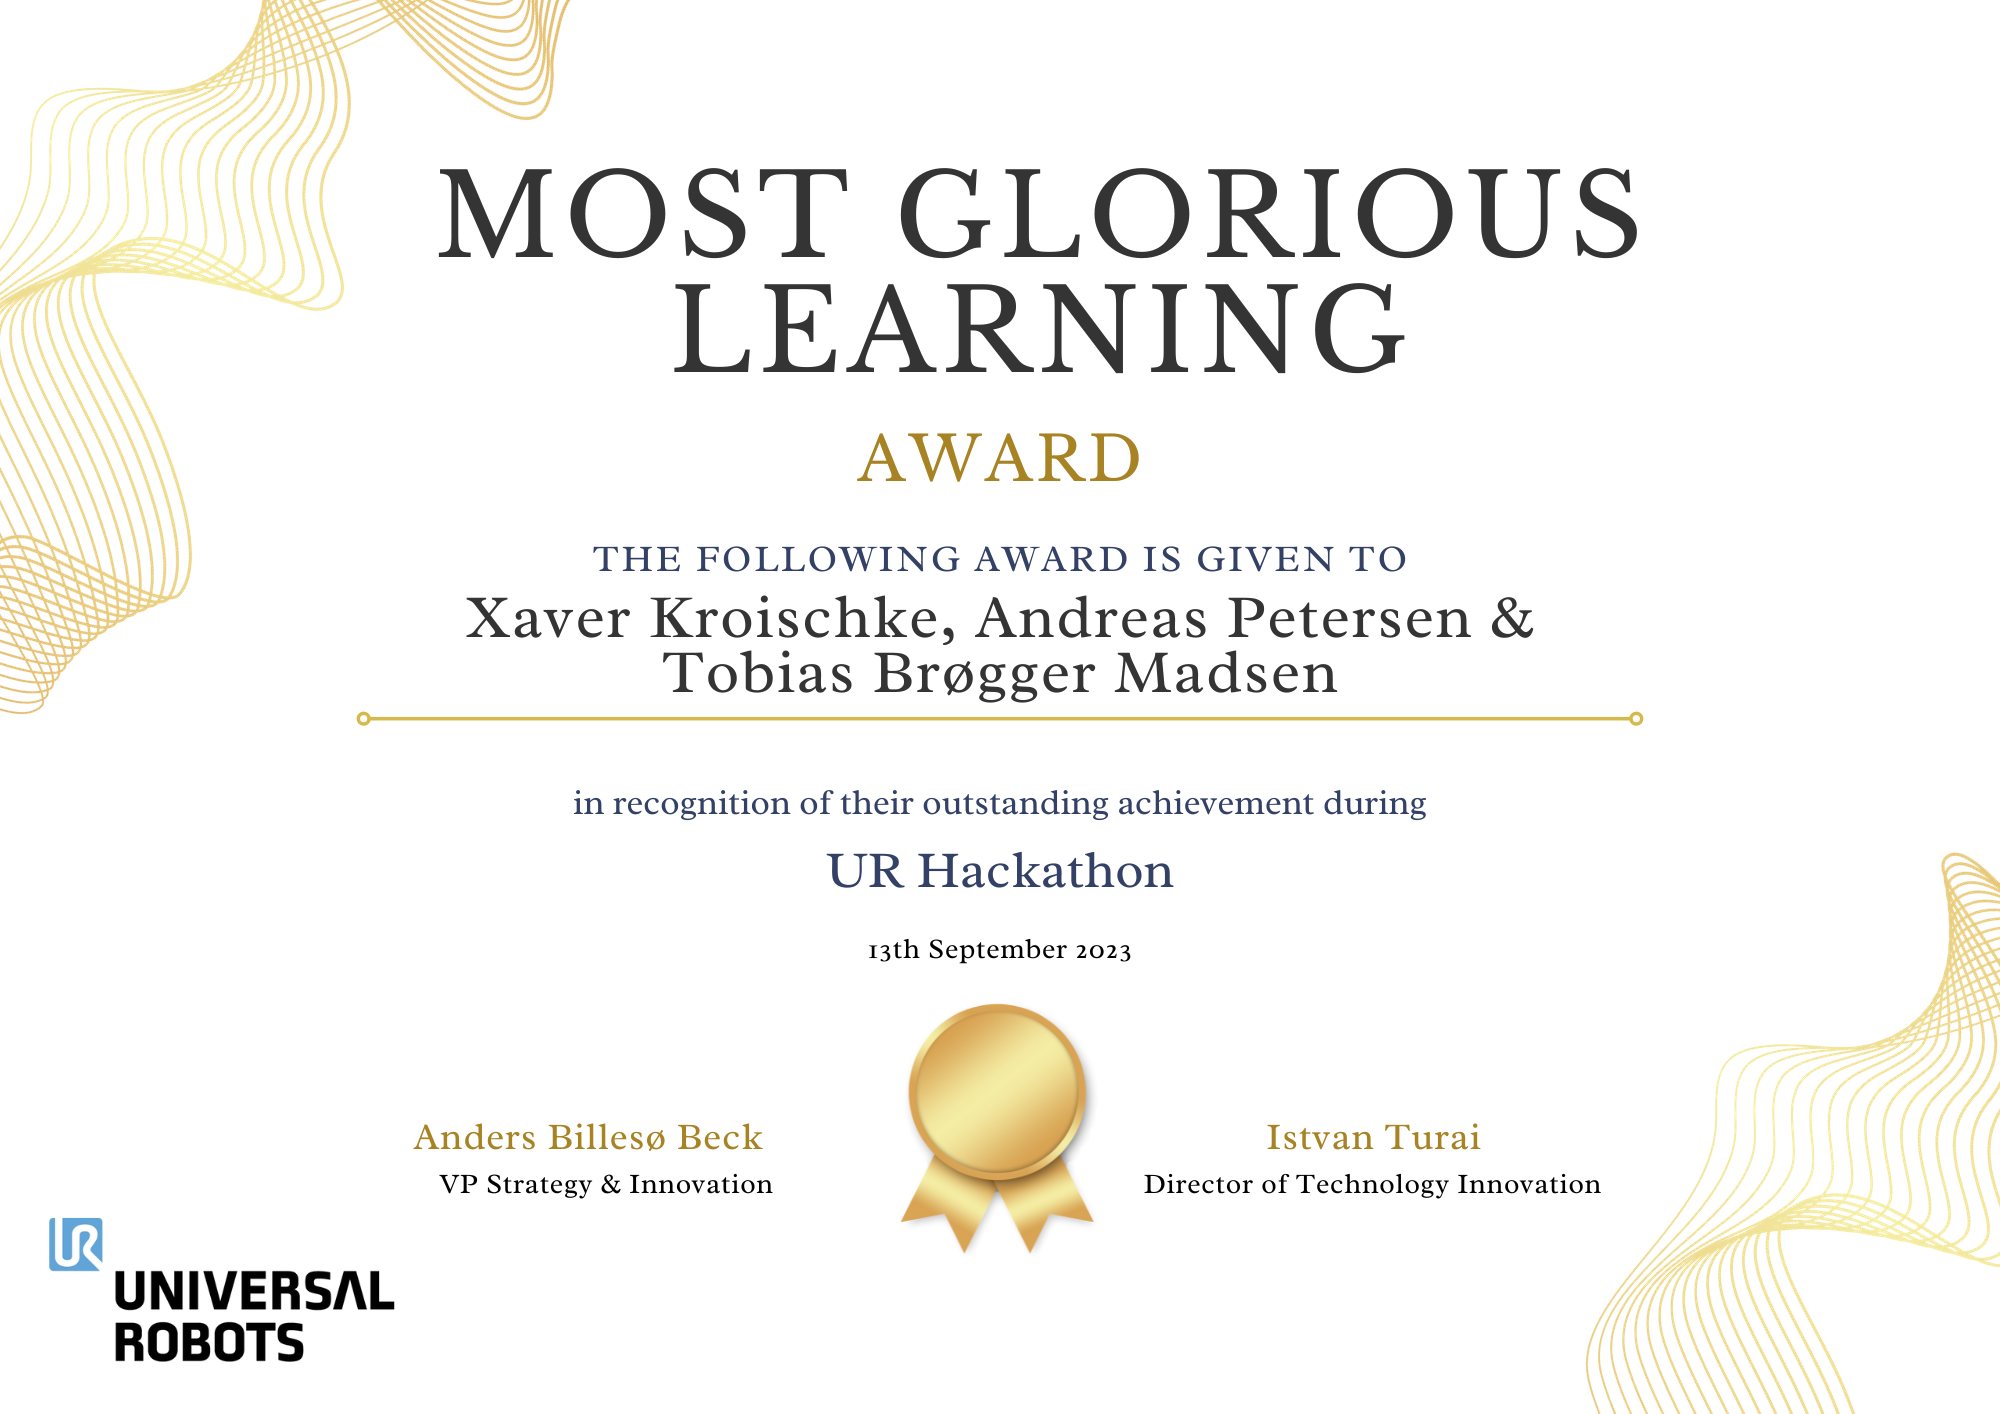 MOST GLORIOUS
LEARNING
AWARD
THE FOLLOWING AWARD IS GIVEN TO
Xaver Kroischke, Andreas Petersen &
Tobias Brøgger Madsen
in recognition of their outstanding achievement during
UR Hackathon
13th September 2023
Anders Billesø Beck
VP Strategy & Innovation
Istvan Turai
Director of Technology Innovation
UR
UNIVERSAL
ROBOTS